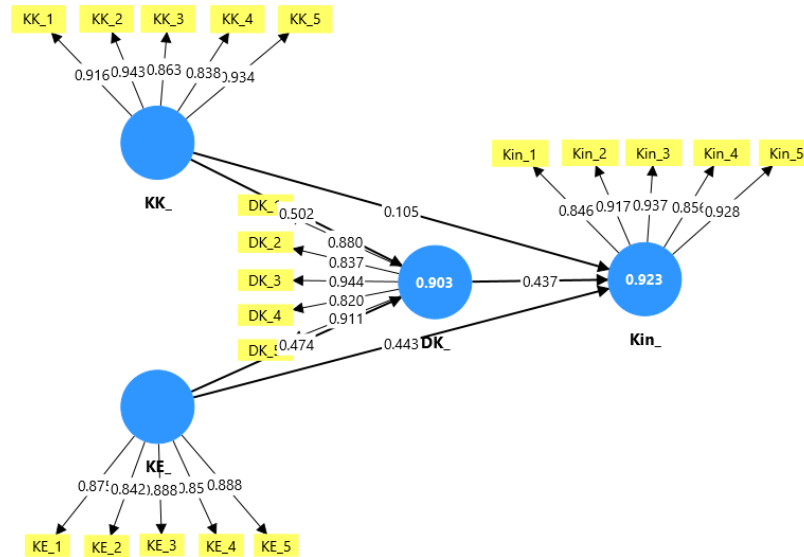 KK_1 KK_2 KK_3 KK_4 KK_5
0.916 0.943 0.863 0.838 0.934
KK_
Kin_1 Kin_2 Kin_3 Kin_4 Kin_5
0.846 0.917 0.937 0.928
0.105
0.502
DK_2
DK_3
DK_4
0.880
0.837
0.944
0.820
0.911
0.474
0.903
DK_
0.437
0.923
Kin_
0.443
KE_
0.842 0.888 0.888
KE_1 KE_2 KE_3 KE_4 KE_5